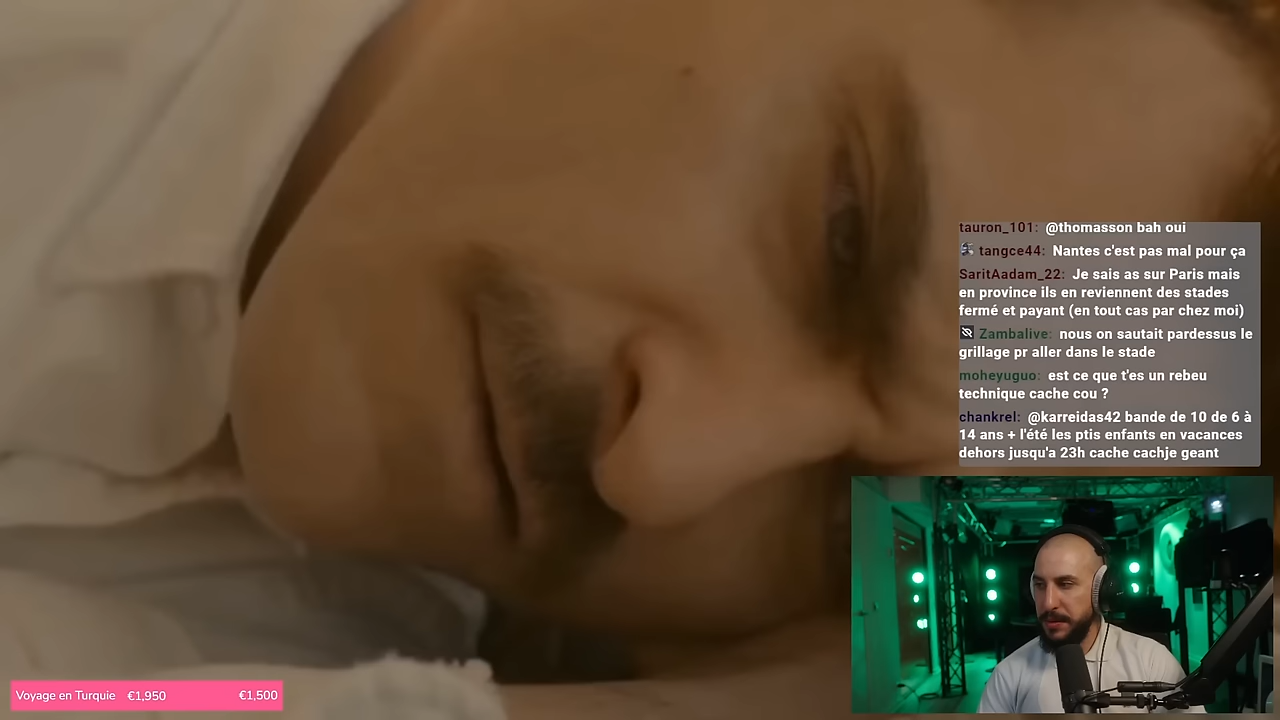 tauron_101: @thomasson bah oui
tangce44: Nantes c'est pas mal pour ça
SaritAadam_22: Je sais as sur Paris mais
en province ils en reviennent des stades
fermé et payant (en tout cas par chez moi)
Zambalive: nous on sautait pardessus le
grillage pr aller dans le stade
moheyuguo: est ce que t'es un rebeu
technique cache cou ?
chankrel: @karreidas42 bande de 10 de 6 à
14 ans + l'été les ptis enfants en vacances
dehors jusqu'a 23h cache cachje geant
Voyage en Turquie €1,950 €1,500